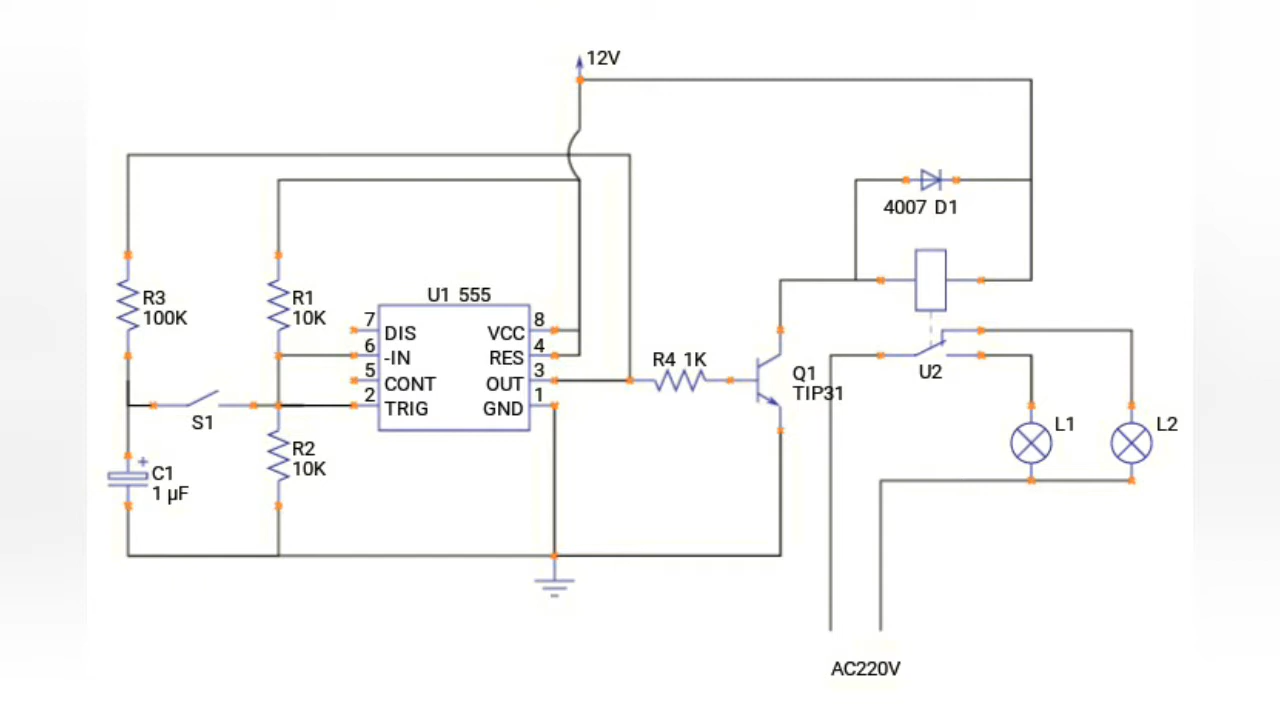 12V
4007 D1
R3
100K
R1
10K
U1 555
7
DIS
6
-IN
5
CONT
2
TRIG
VCC
8
RES
4
OUT
3
GND
1
R4 1K
Q1
TIP31
U2
S1
R2
10K
C1
+
1 µF
L1
L2
AC220V